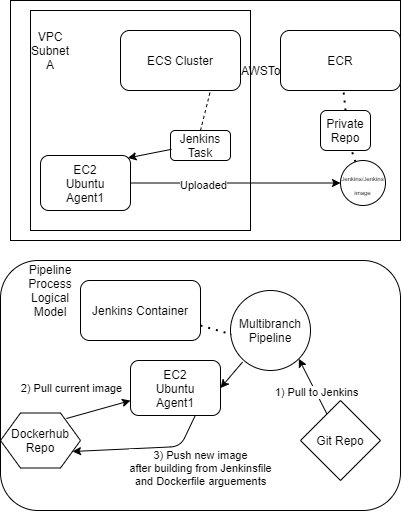 VPC
Subnet
A
ECS Cluster
AWSTo
ECR
Private
Repo
Jenkins
Task
EC2
Ubuntu
Agent1
Uploaded
Jenkins/Jenkins
image
Pipeline
Process
Logical
Model
Jenkins Container
Multibranch
Pipeline
EC2
Ubuntu
Agent1
2) Pull current image
1) Pull to Jenkins
Dockerhub
Repo
Git Repo
3) Push new image
after building from Jenkinsfile
and Dockerfile arguements